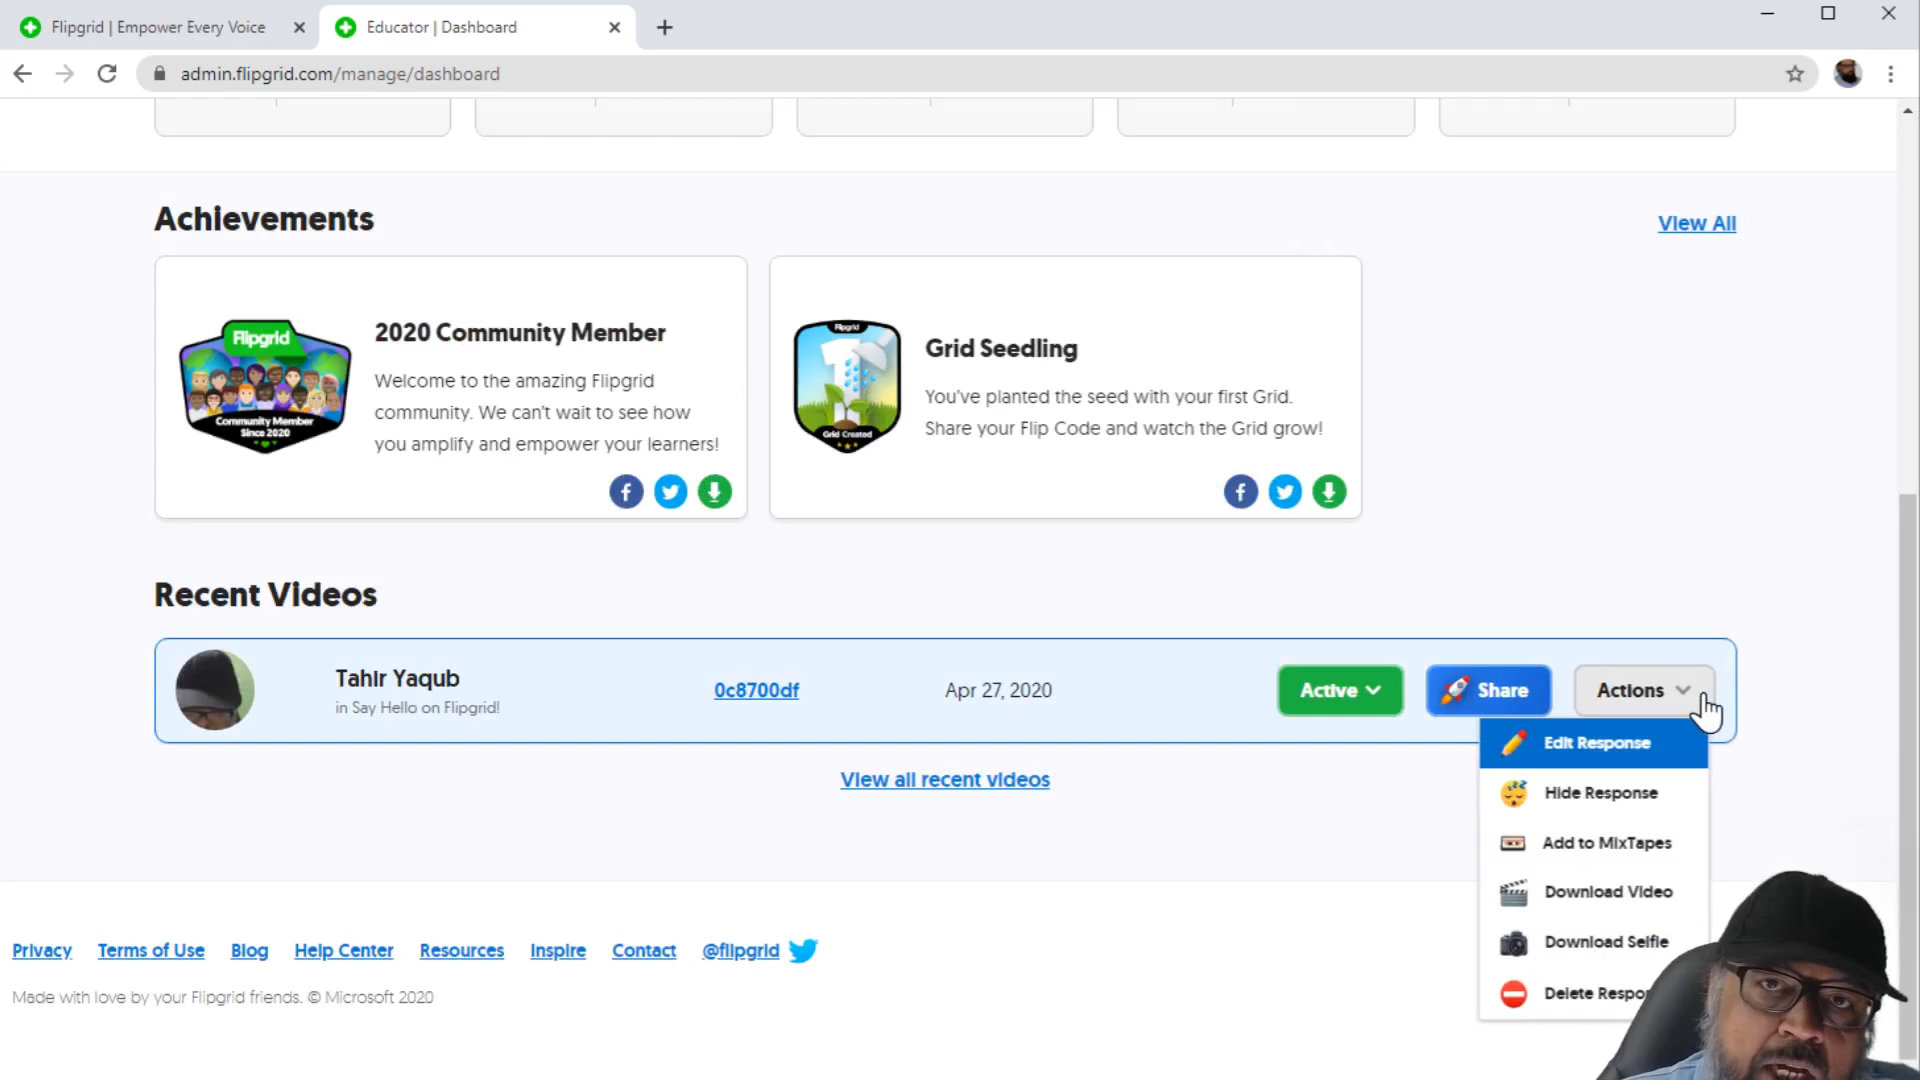 Flipgrid | Empower Every Voice
Educator | Dashboard
admin.flipgrid.com/manage/dashboard
Achievements
View All
Flipgrid
Community Member
Since 2020
2020 Community Member
Welcome to the amazing Flipgrid
community. We can't wait to see how
you amplify and empower your learners!
Flipgrid
1
Grid Created
Grid Seedling
You've planted the seed with your first Grid.
Share your Flip Code and watch the Grid grow!
Recent Videos
Tahir Yaqub
in Say Hello on Flipgrid!
0c8700df
Apr 27, 2020
Active
Share
Actions
Edit Response
Hide Response
Add to MixTapes
Download Video
Download Selfie
Delete Respon
View all recent videos
Privacy Terms of Use Blog Help Center Resources Inspire Contact @flipgrid
Made with love by your Flipgrid friends. © Microsoft 2020